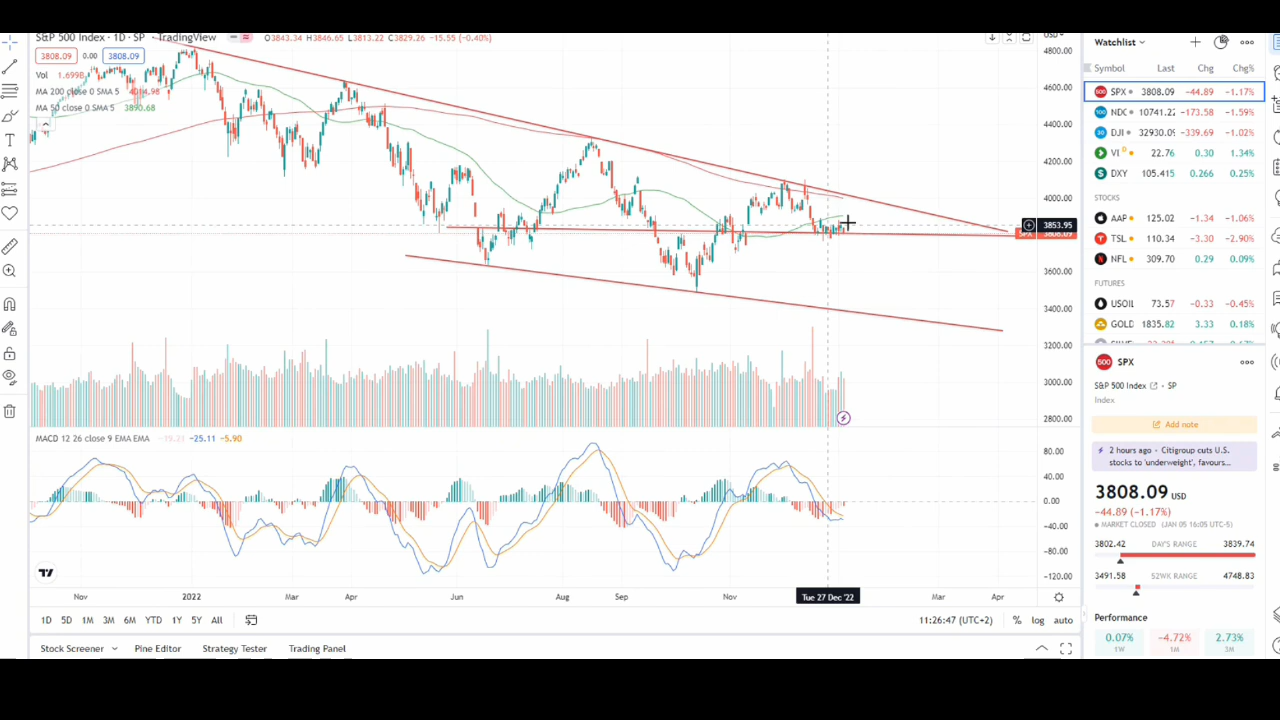 S&P 500 Index · 1D · SP · TradingView O3843.34 H3846.65 L3813.22 C3829.26 −15.55 (−0.40%)
3808.09 0.00 3808.09
Vol 1.699B
MA 200 close 0 SMA 5
MA 50 close 0 SMA 5 3890.68
4800.00
4600.00
4400.00
4200.00
4000.00
3853.95
3808.09
3600.00
3400.00
3200.00
3000.00
2800.00
MACD 12 26 close 9 EMA EMA −19.21 −25.11 −5.90
80.00
40.00
0.00
−40.00
−80.00
−120.00
Nov 2022 Mar Apr Jun Aug Sep Nov Tue 27 Dec '22 Mar Apr
1D 5D 1M 3M 6M YTD 1Y 5Y All 11:26:47 (UTC+2) % log auto
Stock Screener Pine Editor Strategy Tester Trading Panel
Watchlist
Symbol Last Chg Chg%
SPX 3808.09 −44.89 −1.17%
NDC 10741.22 −173.58 −1.59%
DJI 32930.09 −339.69 −1.02%
VI D 22.76 0.30 1.34%
DXY 105.415 0.266 0.25%
STOCKS
AAP 125.02 −1.34 −1.06%
TSL 110.34 −3.30 −2.90%
NFL 309.70 0.29 0.09%
FUTURES
USOIL 73.57 −0.33 −0.45%
GOLD 1835.82 3.33 0.18%
500 SPX
S&P 500 Index SP
Index
Add note
2 hours ago · Citigroup cuts U.S.
stocks to 'underweight', favours...
3808.09 USD
−44.89 (−1.17%)
MARKET CLOSED (JAN 05 16:05 UTC-5)
3802.42 DAY'S RANGE 3839.74
3491.58 52WK RANGE 4748.83
Performance
0.07% −4.72% 2.73%
1W 1M 3M